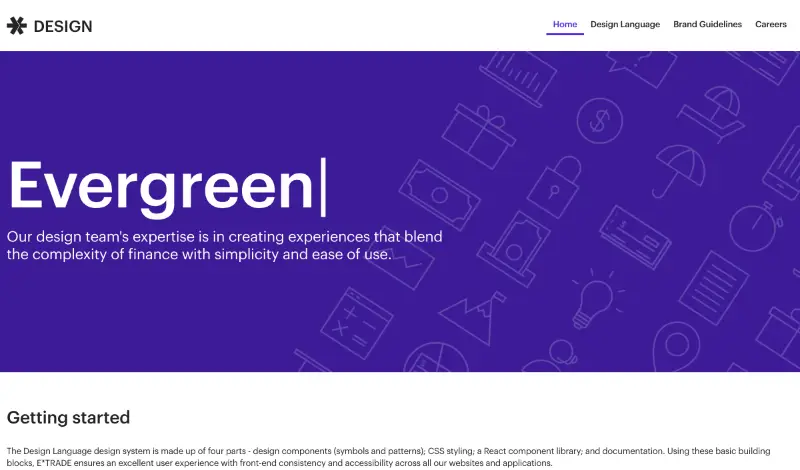 DESIGN
Home Design Language Brand Guidelines Careers
Evergreen
Our design team's expertise is in creating experiences that blend
the complexity of finance with simplicity and ease of use.
Getting started
The Design Language design system is made up of four parts - design components (symbols and patterns); CSS styling; a React component library; and documentation. Using these basic building
blocks, E*TRADE ensures an excellent user experience with front-end consistency and accessibility across all our websites and applications.